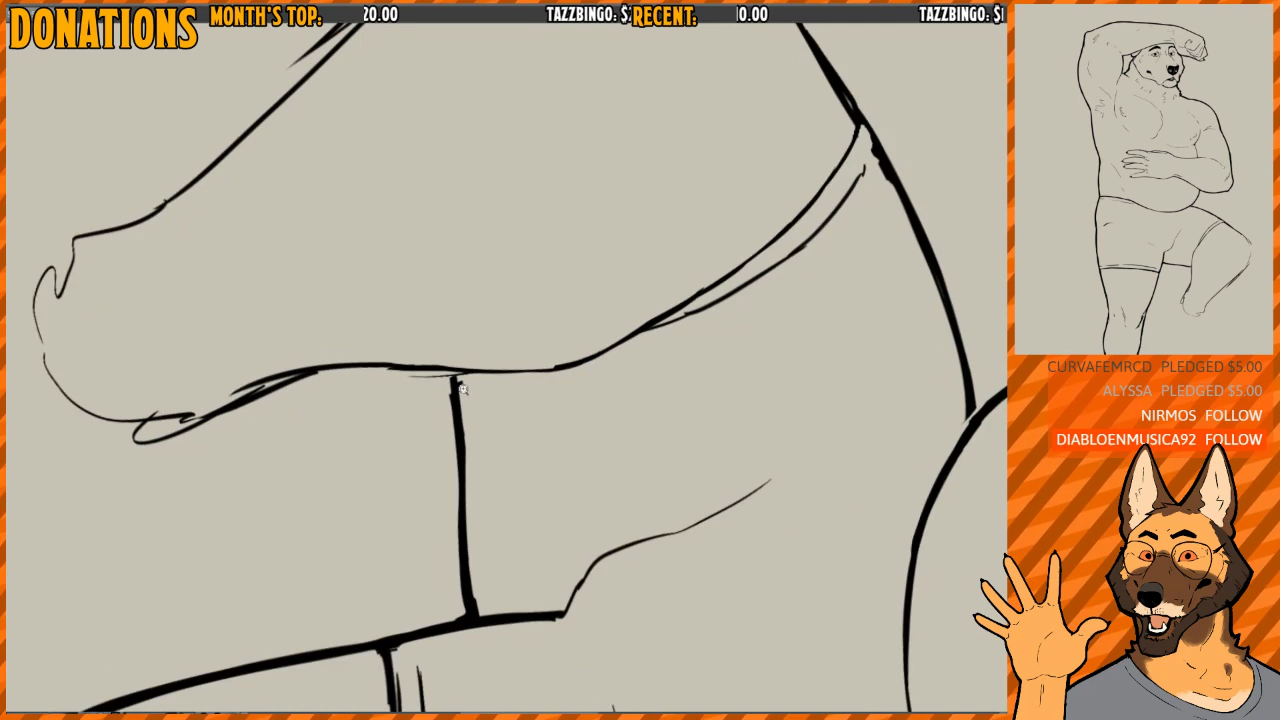 DONATIONS MONTH'S TOP: 20.00 TAZZBINGO: $ RECENT: 0.00 TAZZBINGO: $
CURVAFEMRCD PLEDGED $5.00
ALYSSA PLEDGED $5.00
NIRMOS FOLLOW
DIABLOENMUSICA92 FOLLOW